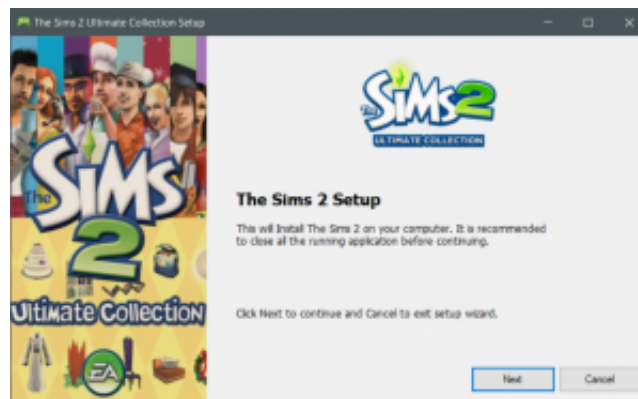 The Sims 2 Ultimate Collection Setup
The Sims 2
Ultimate Collection
EA
The Sims 2
ULTIMATE COLLECTION
The Sims 2 Setup
This will Install The Sims 2 on your computer. It is recommended
to close all the running application before continuing.
Click Next to continue and Cancel to exit setup wizard.
Next
Cancel